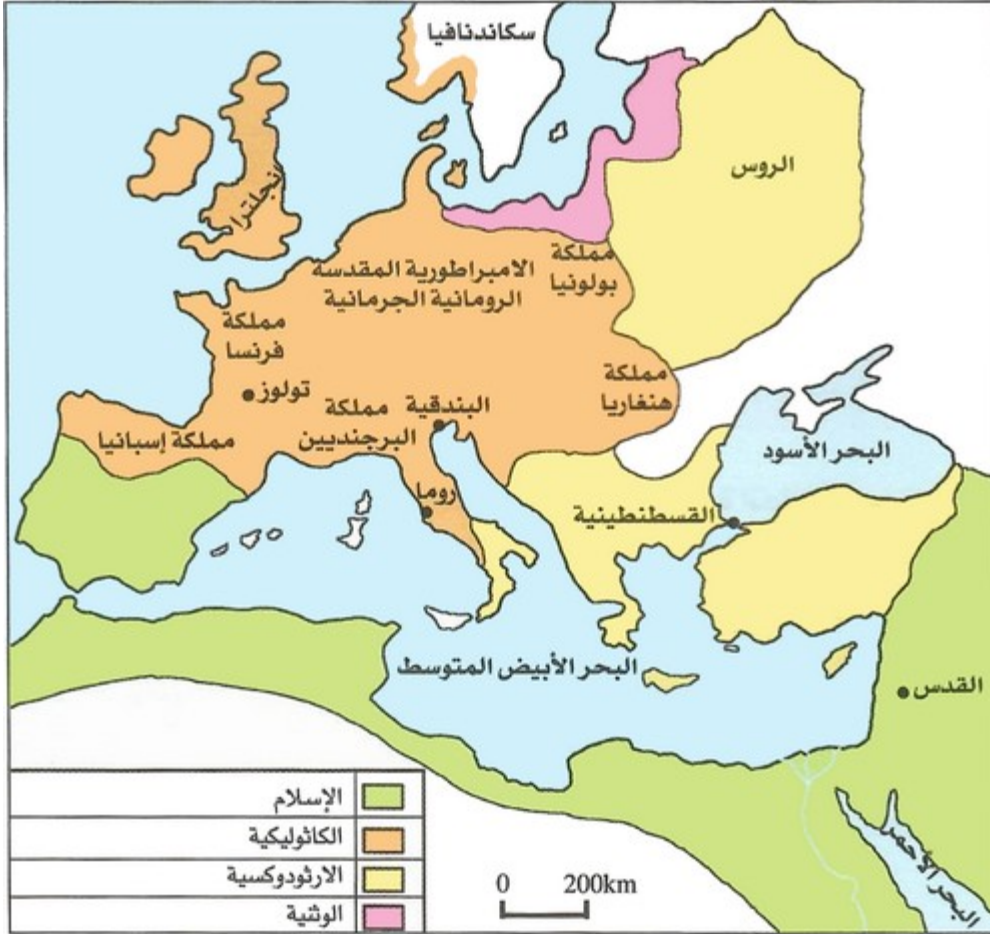 سكاندنافيا
انجلترا
الروس
مملكة
بولونيا
الامبراطورية المقدسة
الرومانية الجرمانية
مملكة
فرنسا
تولوز
مملكة
هنغاريا
البندقية
مملكة
البرجنديين
مملكة إسبانيا
البحر الأسود
روما
القسطنطينية
البحر الأبيض المتوسط
القدس
البحر الأحمر
الإسلام
الكاثوليكية
الارثودوكسية
الوثنية
0 200km